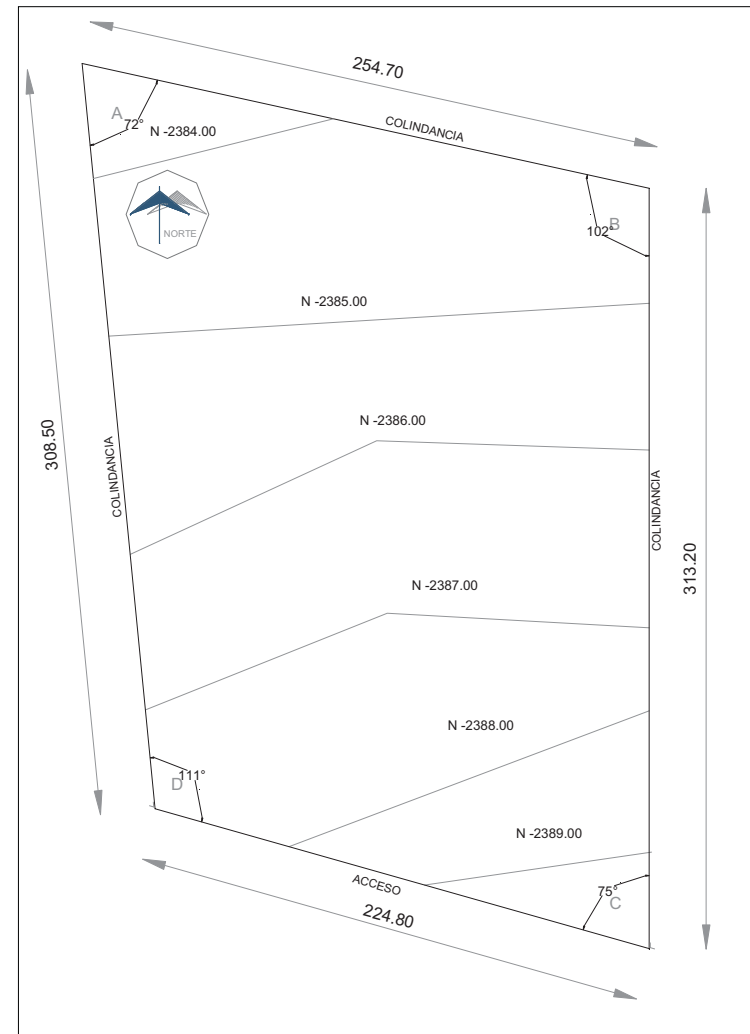 254.70
COLINDANCIA
A
72°
N -2384.00
NORTE
B
102°
N -2385.00
308.50
COLINDANCIA
N -2386.00
COLINDANCIA
313.20
N -2387.00
N -2388.00
D
111°
N -2389.00
ACCESO
224.80
75°
C